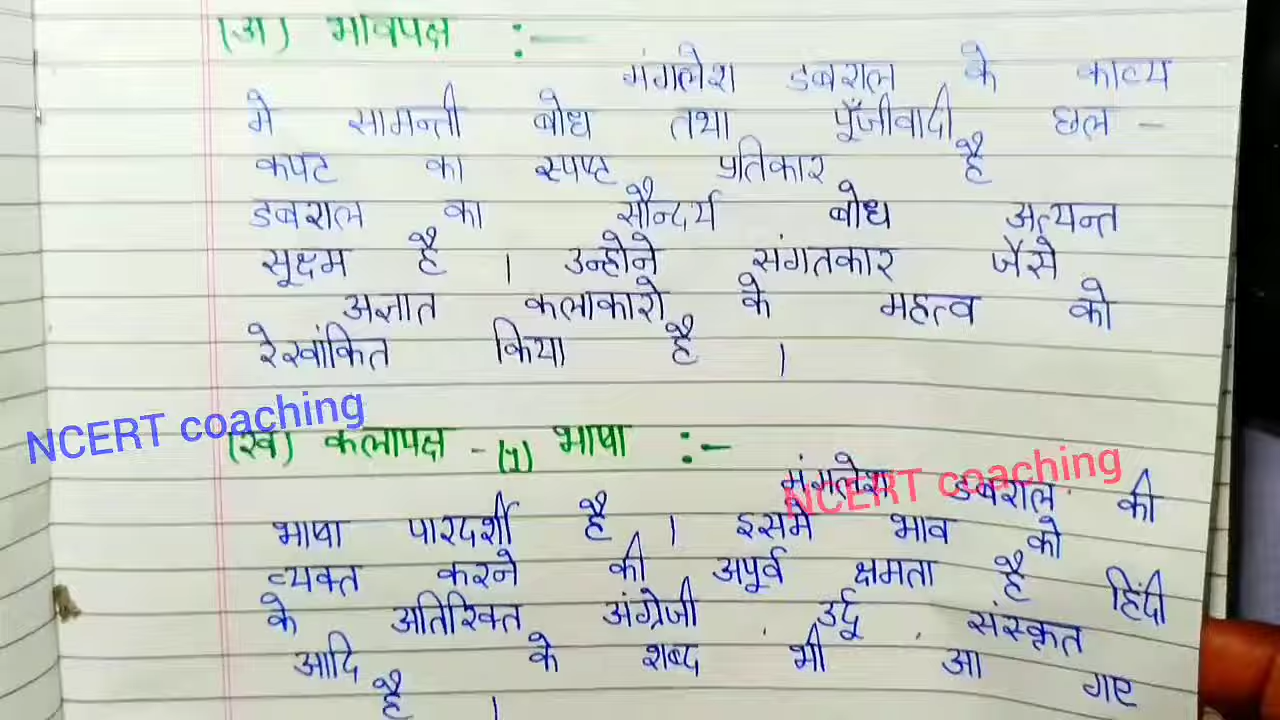 (अ) भावपक्ष :-
मंगलेश डबराल के काव्य
मे सामन्ती बोध तथा पूँजीवादी छल -
कपट का स्पष्ट प्रतिकार है
डबराल का सौन्दर्य बोध अत्यन्त
सूक्ष्म है । उन्होने संगतकार जैसे
अज्ञात कलाकारो के महत्व को
रेखांकित किया है ।
NCERT coaching
(ख) कलापक्ष - (1) भाषा :-
NCERT coaching
मंगलेश डबराल की
भाषा पारदर्शी है । इसमे भाव को
व्यक्त करने की अपूर्व क्षमता है हिंदी
के अतिरिक्त अंग्रेजी उर्दू संस्कृत
आदि के शब्द भी आ गए
है ।